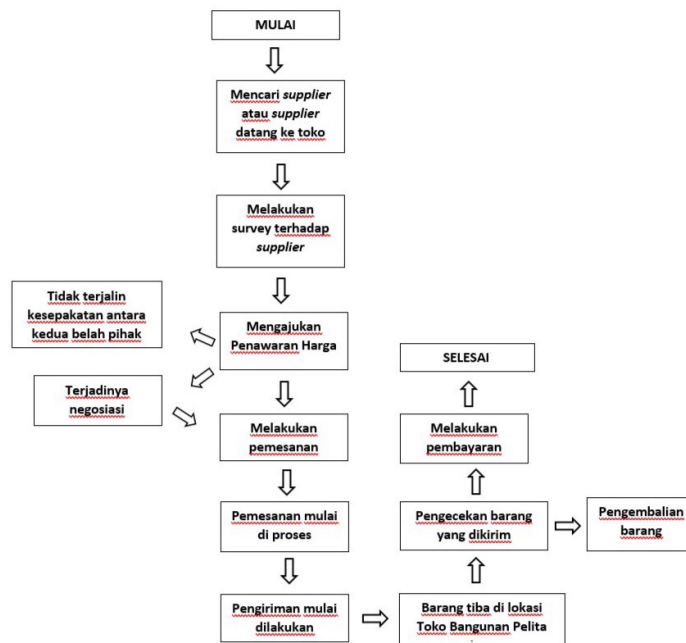 MULAI
Mencari supplier
atau supplier
datang ke toko
Melakukan
survey terhadap
supplier
Tidak terjalin
kesepakatan antara
kedua belah pihak
Mengajukan
Penawaran Harga
Terjadinya
negosiasi
Melakukan
pemesanan
Pemesanan mulai
di proses
Pengiriman mulai
dilakukan
Barang tiba di lokasi
Toko Bangunan Pelita
Pengecekan barang
yang dikirim
Pengembalian
barang
Melakukan
pembayaran
SELESAI